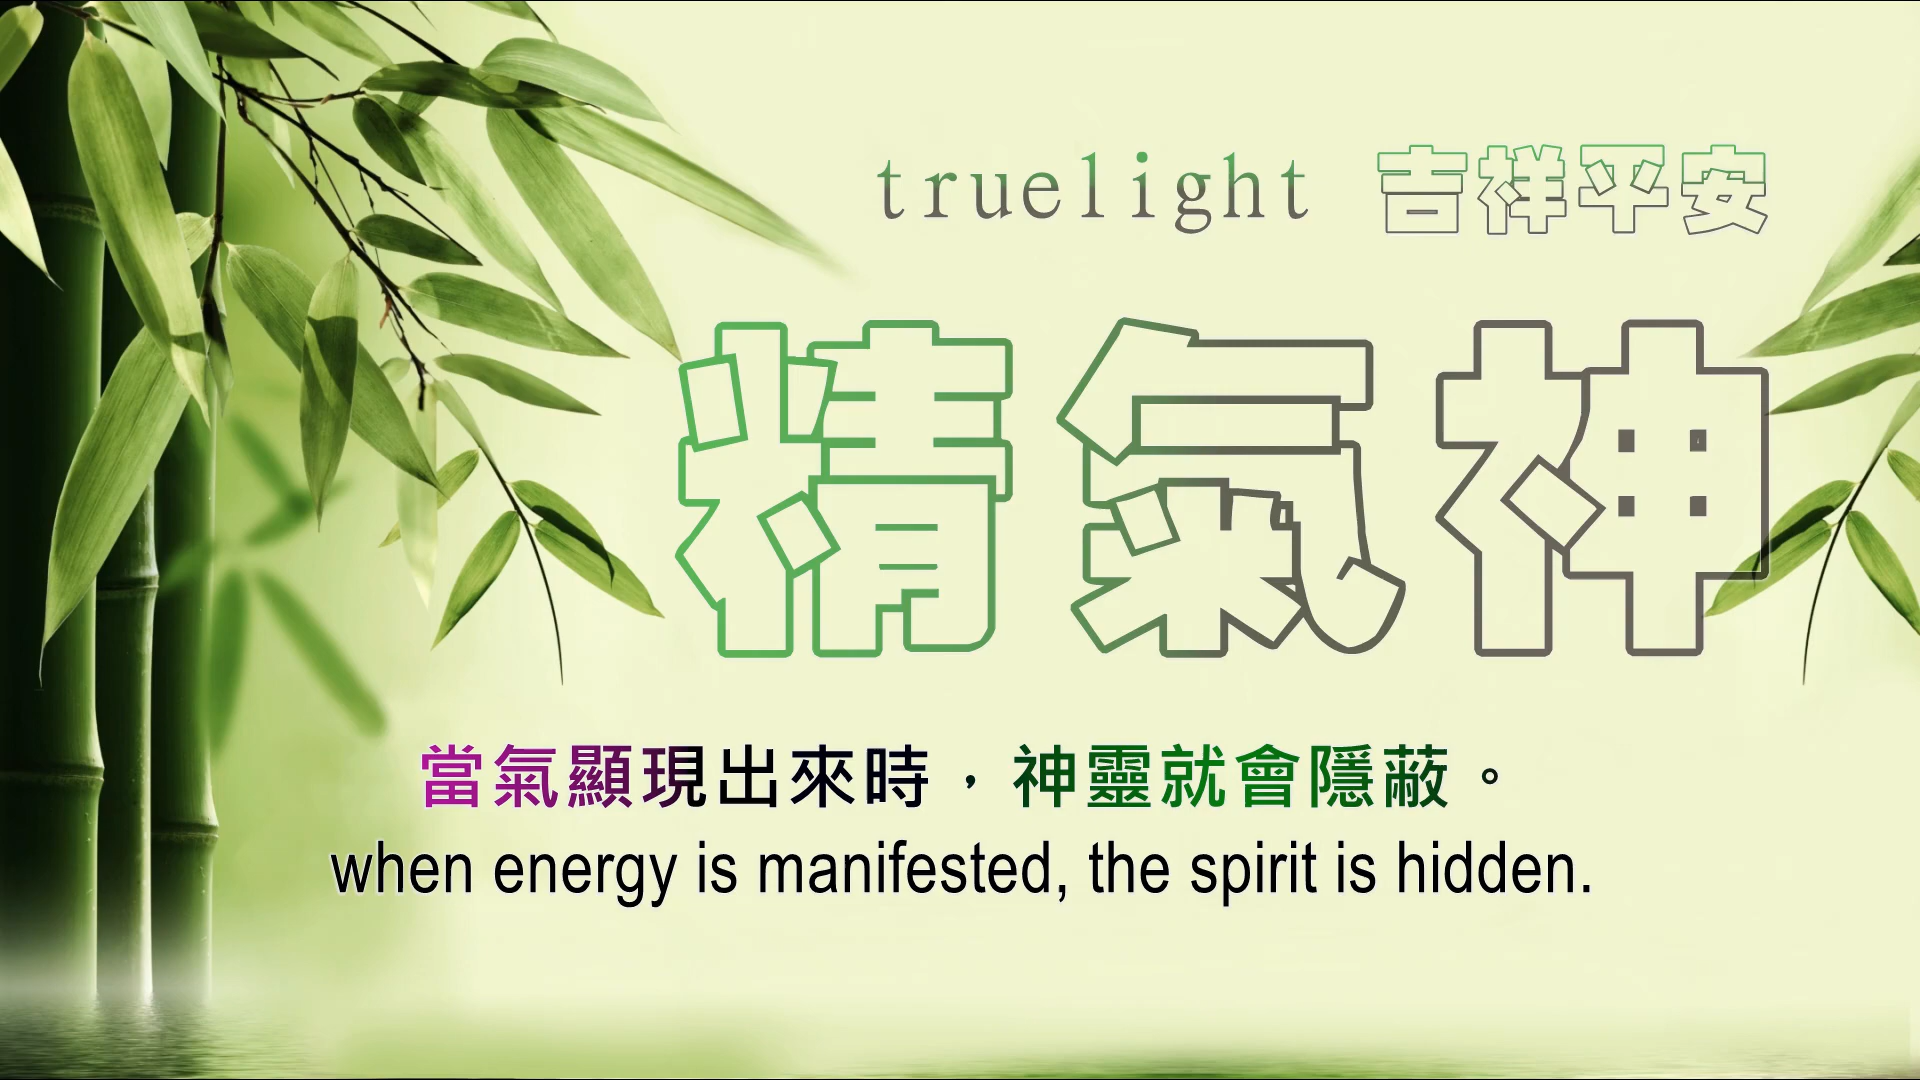 truelight 吉祥平安
精氣神
當氣顯現出來時，神靈就會隱蔽。
when energy is manifested, the spirit is hidden.